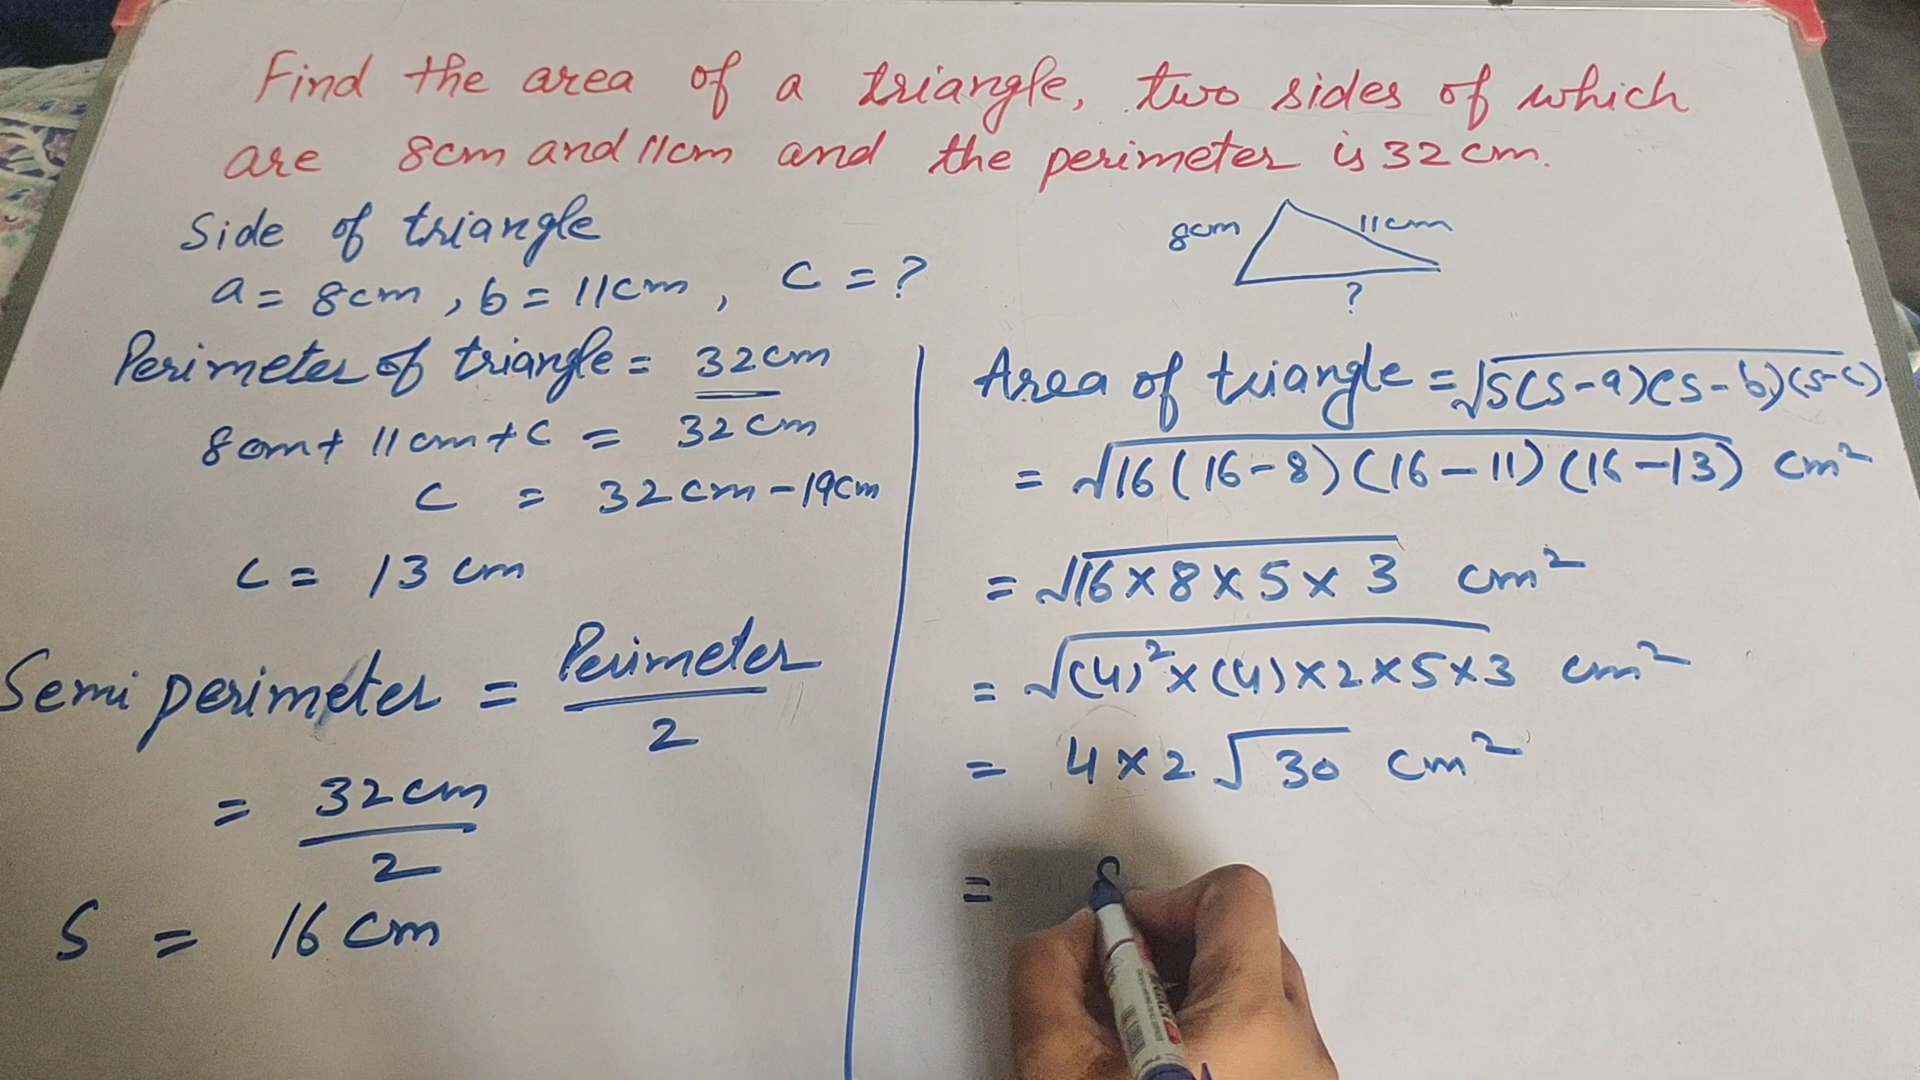 Find the area of a triangle, two sides of which
are 8cm and 11cm and the perimeter is 32 cm.
Side of triangle
a = 8cm, b = 11cm, c = ?
8cm 11cm
?
Perimeter of triangle = 32cm
8cm + 11cm + c = 32cm
c = 32cm - 19cm
c = 13 cm
Semi perimeter = Perimeter
2
= 32cm
2
S = 16 cm
Area of triangle = √S(S-a)(S-b)(S-c)
= √16(16-8)(16-11)(16-13) cm²
= √16×8×5×3 cm²
= √(4)²×(4)×2×5×3 cm²
= 4×2√30 cm²
=